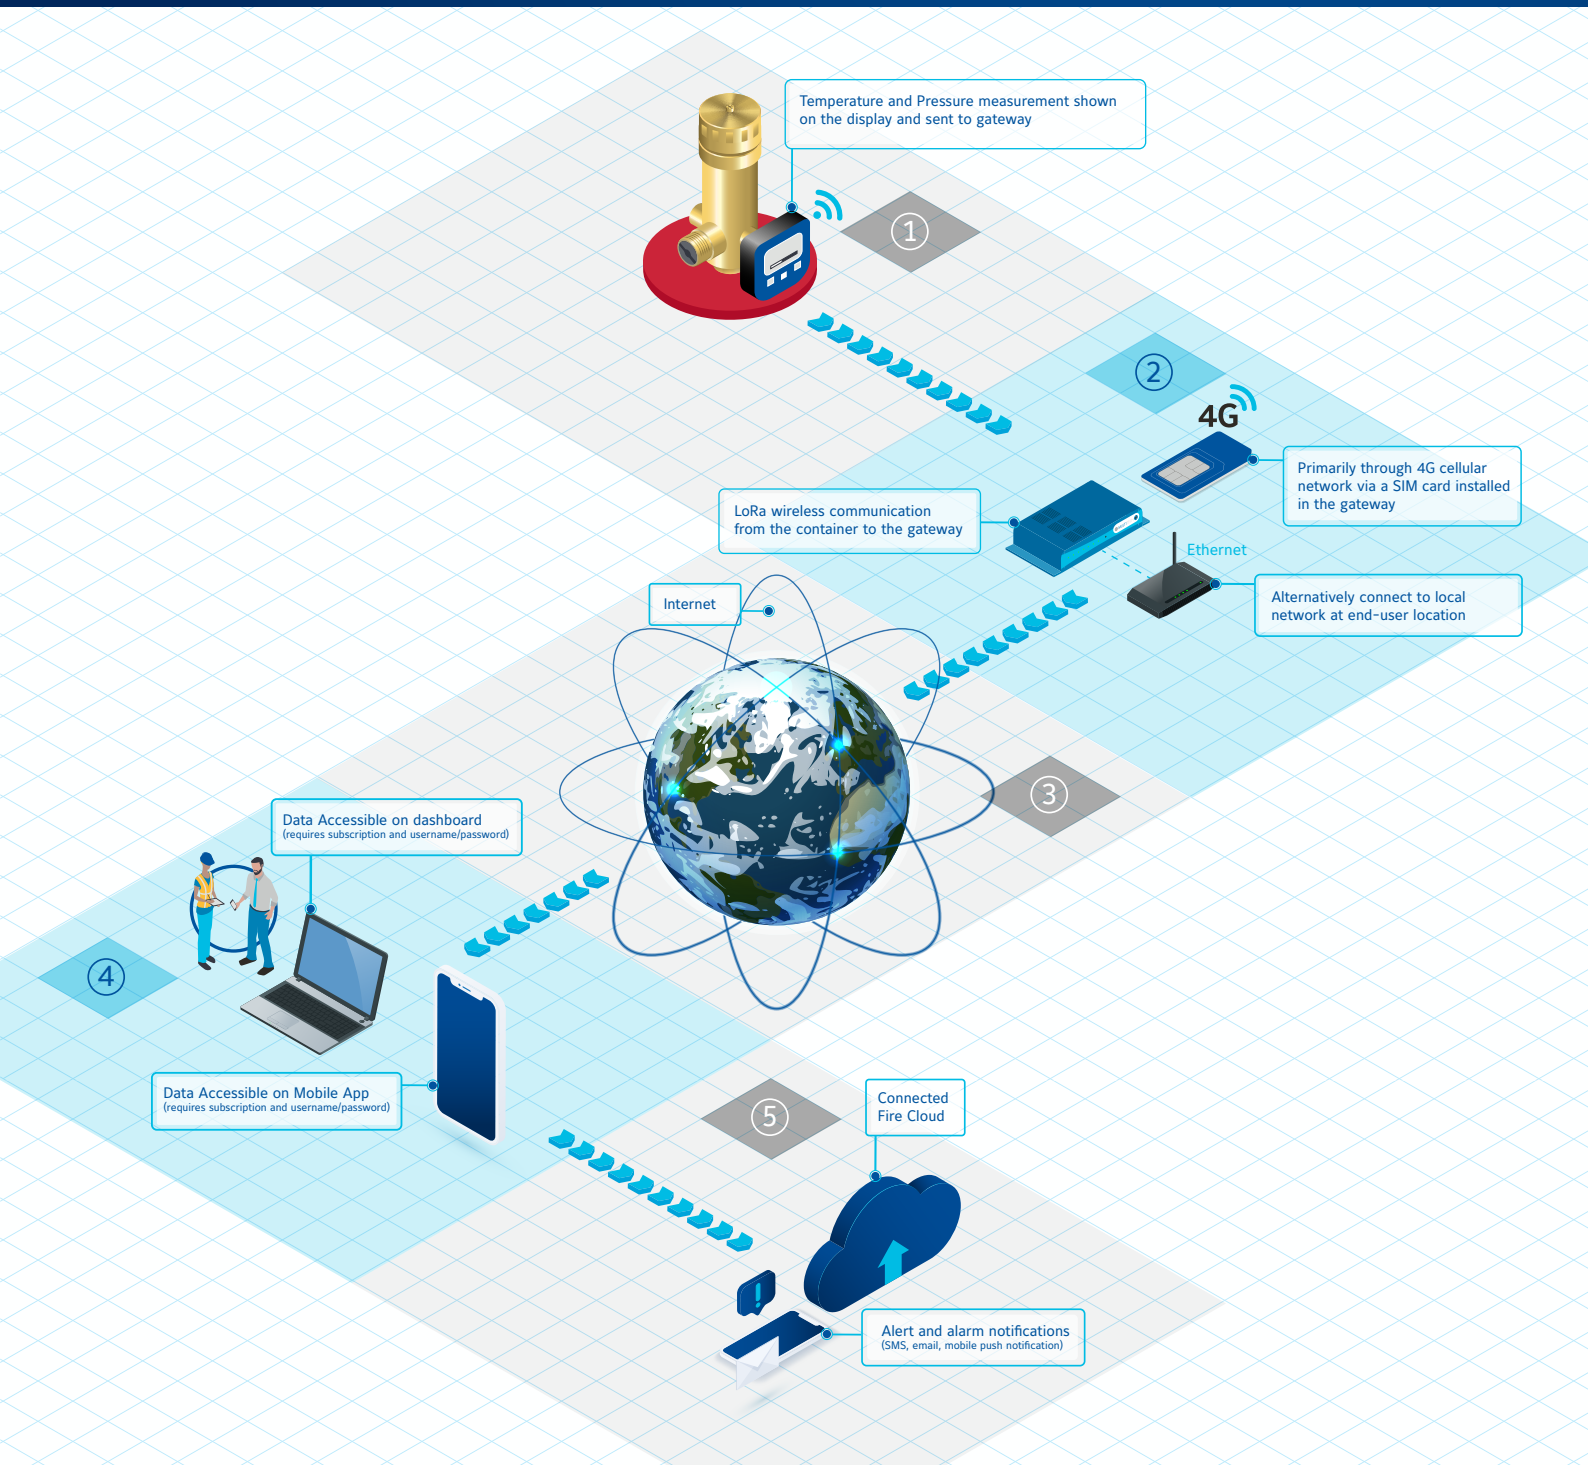 Temperature and Pressure measurement shown
on the display and sent to gateway
1
2
4G
Primarily through 4G cellular
network via a SIM card installed
in the gateway
LoRa wireless communication
from the container to the gateway
Ethernet
Alternatively connect to local
network at end-user location
Internet
3
Data Accessible on dashboard
(requires subscription and username/password)
4
Data Accessible on Mobile App
(requires subscription and username/password)
5
Connected
Fire Cloud
!
Alert and alarm notifications
(SMS, email, mobile push notification)